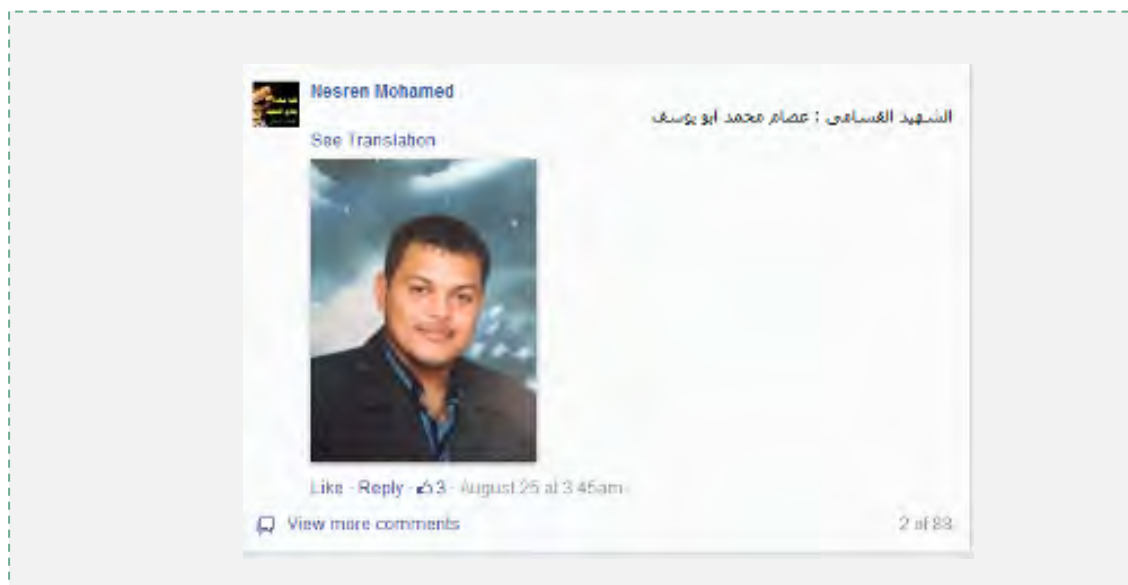 Nesren Mohamed
الشهيد القسامي : عصام محمد ابو يوسف
See Translation
Like · Reply · 3 · August 25 at 3:45am
View more comments
2 of 83